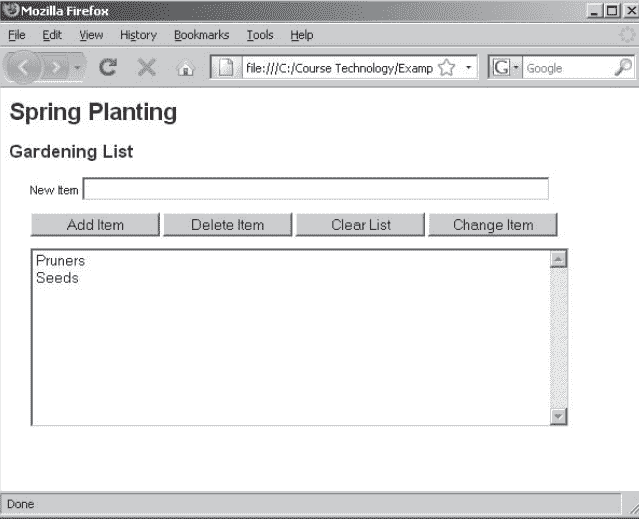 Mozilla Firefox
File Edit View History Bookmarks Tools Help
file:///C:/Course Technology/Examp G Google
Spring Planting
Gardening List
New Item
Add Item Delete Item Clear List Change Item
Pruners
Seeds
Done